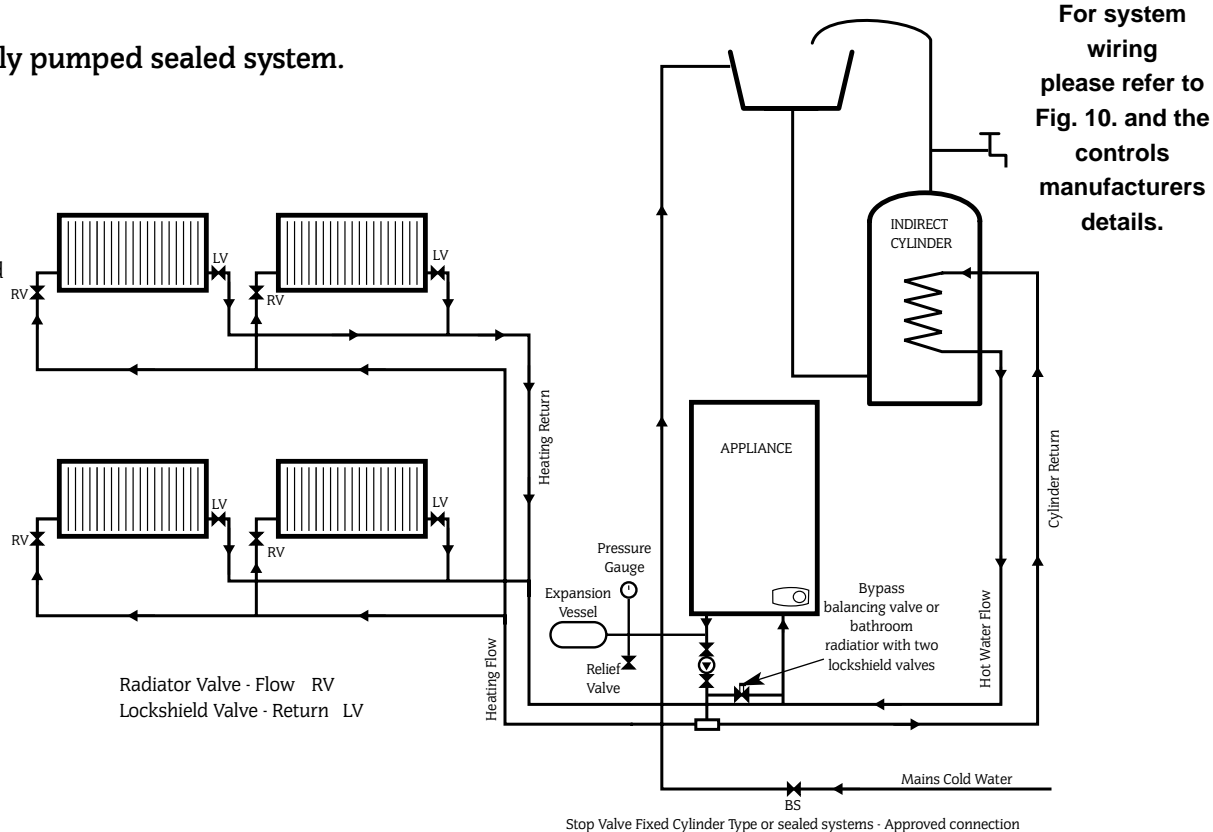 ly pumped sealed system.
For system
wiring
please refer to
Fig. 10. and the
controls
manufacturers
details.
INDIRECT
CYLINDER
LV
LV
RV
RV
Heating Return
APPLIANCE
Cylinder Return
LV
LV
RV
RV
Pressure
Gauge
Expansion
Vessel
Relief
Valve
Bypass
balancing valve or
bathroom
radiatior with two
lockshield valves
Hot Water Flow
Heating Flow
Radiator Valve - Flow RV
Lockshield Valve - Return LV
Mains Cold Water
BS
Stop Valve Fixed Cylinder Type or sealed systems - Approved connection